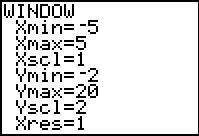 WINDOW
Xmin=-5
Xmax=5
Xscl=1
Ymin=-2
Ymax=20
Yscl=2
Xres=1